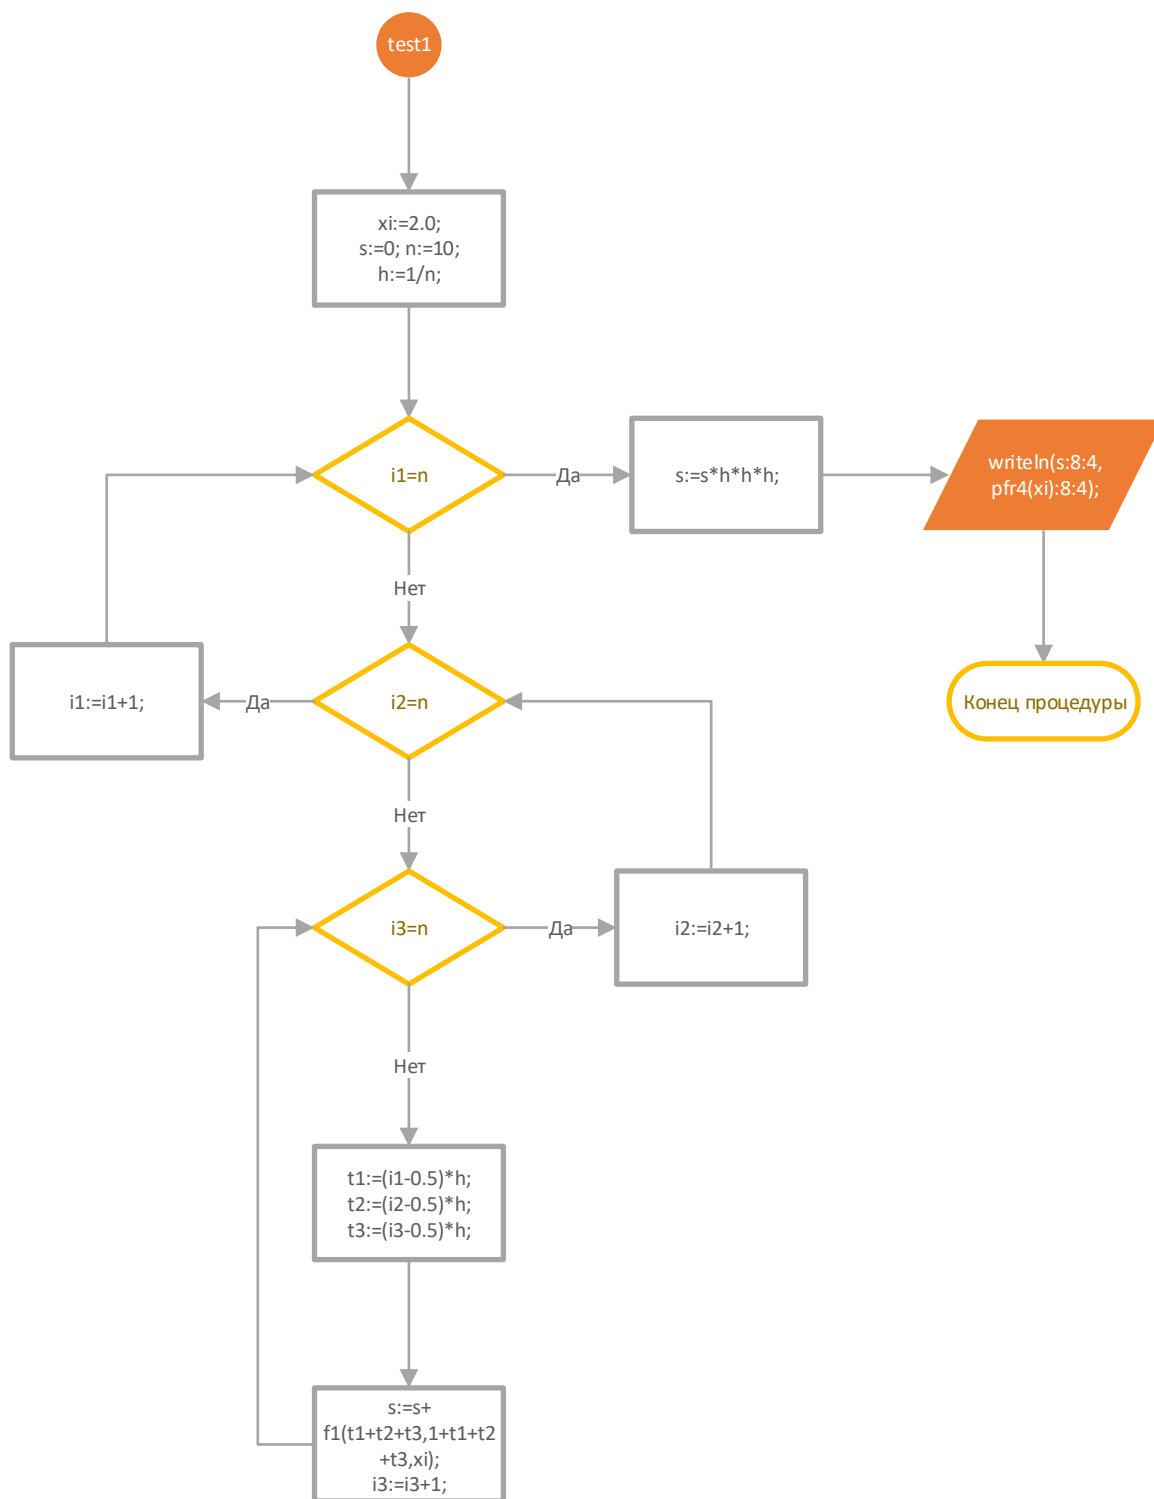 test1
xi:=2.0;
s:=0; n:=10;
h:=1/n;
i1=n
Да
s:=s*h*h*h;
writeln(s:8:4,
pfr4(xi):8:4);
Нет
i1:=i1+1;
Да
i2=n
Конец процедуры
Нет
i3=n
Да
i2:=i2+1;
Нет
t1:=(i1-0.5)*h;
t2:=(i2-0.5)*h;
t3:=(i3-0.5)*h;
s:=s+
f1(t1+t2+t3,1+t1+t2
+t3,xi);
i3:=i3+1;